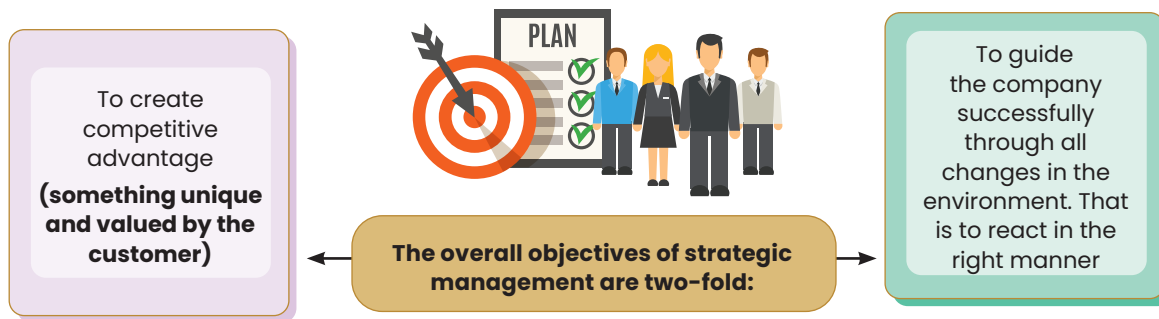 To create
competitive
advantage
(something unique
and valued by the
customer)
PLAN
The overall objectives of strategic
management are two-fold:
To guide
the company
successfully
through all
changes in the
environment. That
is to react in the
right manner